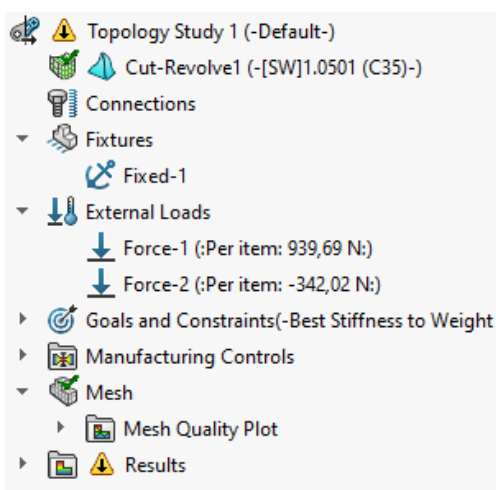 Topology Study 1 (-Default-)
Cut-Revolve1 (-[SW]1.0501 (C35)-)
Connections
Fixtures
Fixed-1
External Loads
Force-1 (:Per item: 939,69 N:)
Force-2 (:Per item: -342,02 N:)
Goals and Constraints(-Best Stiffness to Weight
Manufacturing Controls
Mesh
Mesh Quality Plot
Results